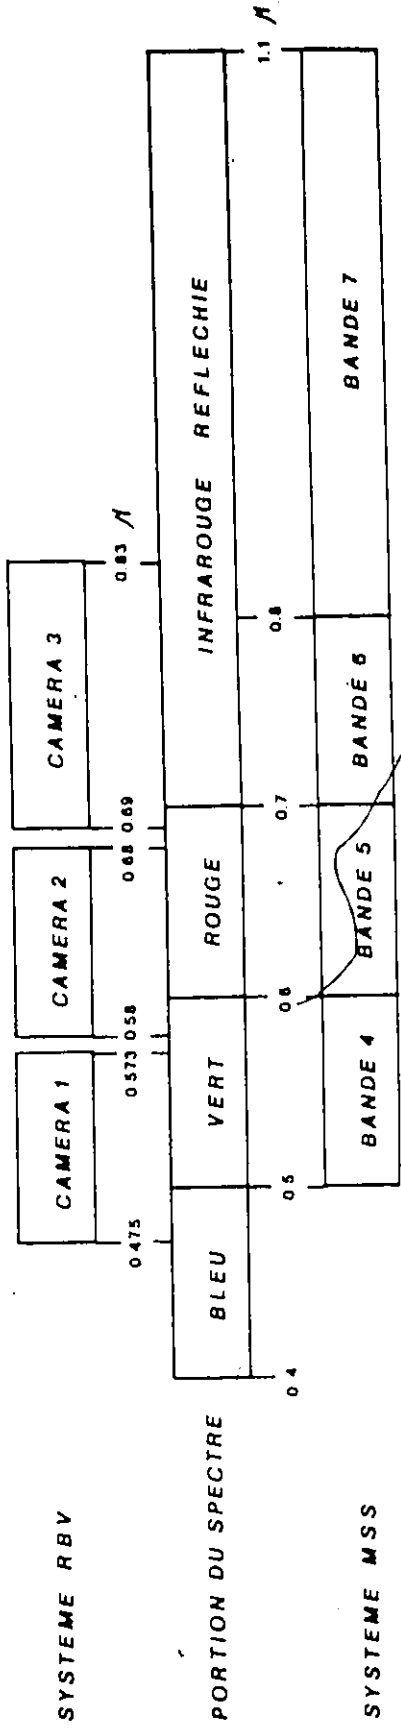 SYSTEME RBV
CAMERA 1
CAMERA 2
CAMERA 3
0.475
0.573
0.58
0.68
0.69
0.83 μ
PORTION DU SPECTRE
BLEU
VERT
ROUGE
INFRAROUGE REFLECHIE
0.4
0.5
0.6
0.7
0.8
1.1 μ
SYSTEME MSS
BANDE 4
BANDE 5
BANDE 6
BANDE 7